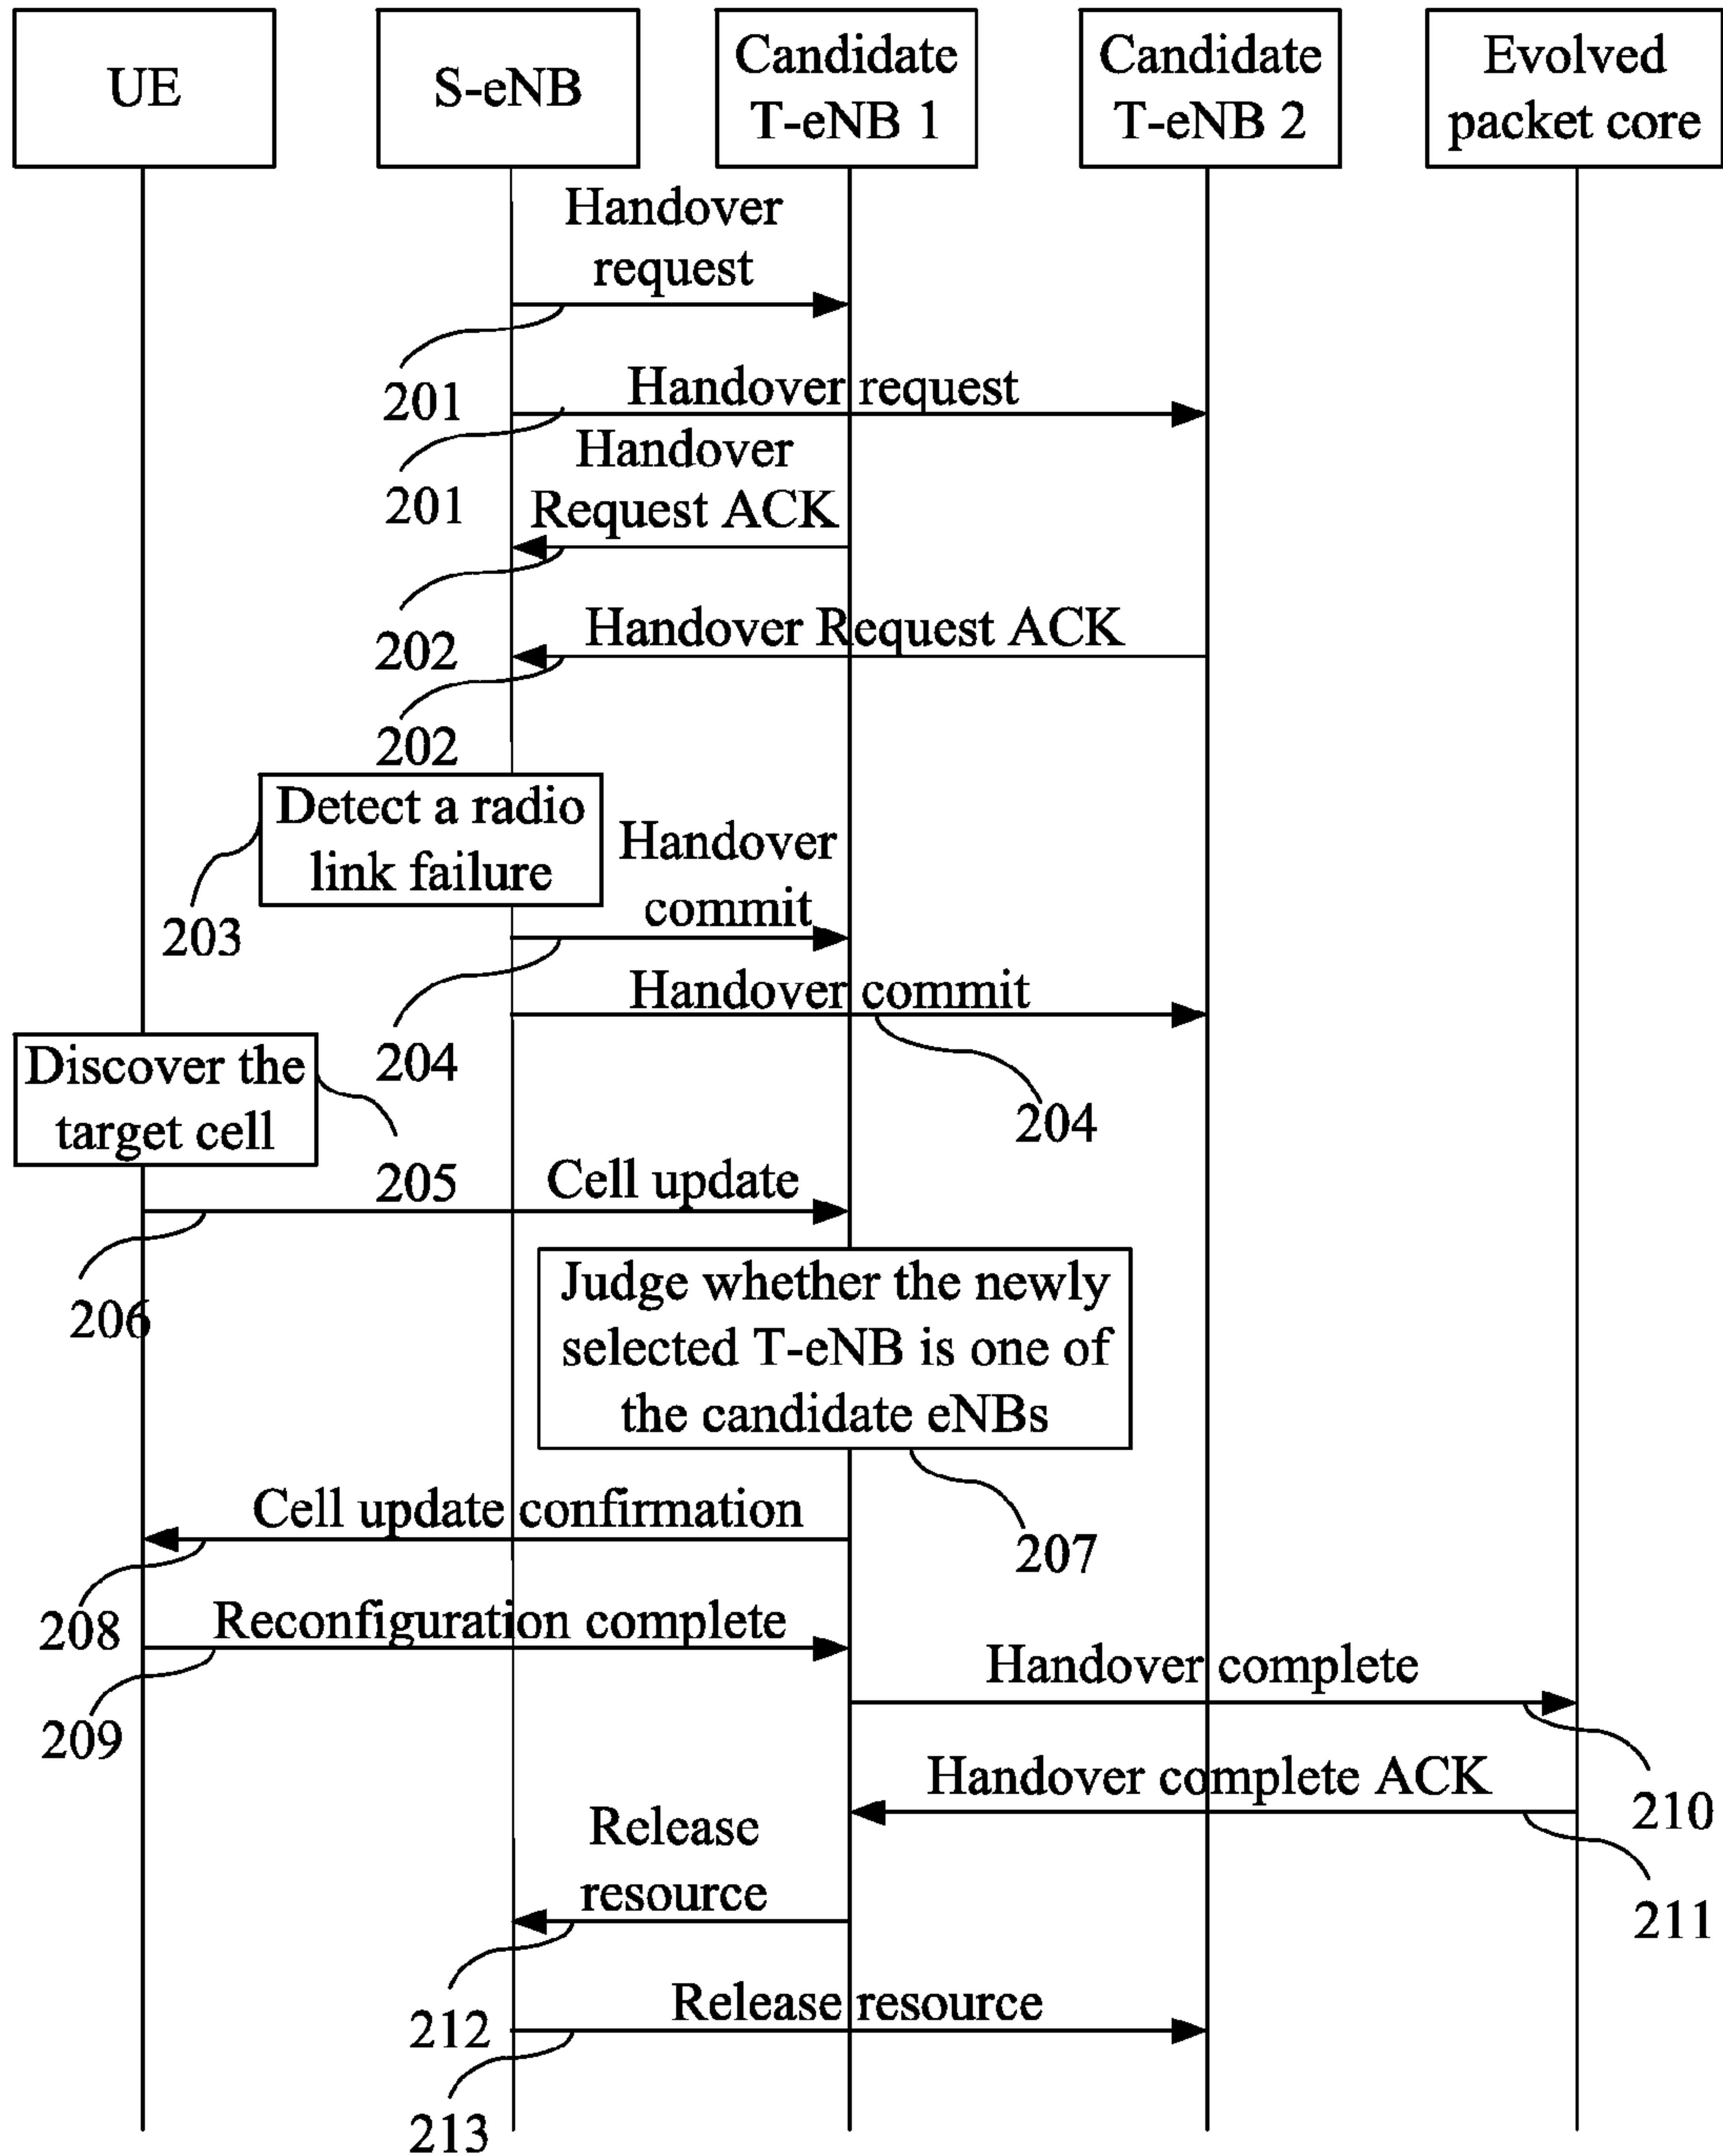 UE
S-eNB
Candidate
T-eNB 1
Candidate
T-eNB 2
Evolved
packet core
Handover
request
201
Handover request
201
Handover
Request ACK
202
Handover Request ACK
202
Detect a radio
link failure
203
Handover
commit
204
Handover commit
204
Discover the
target cell
205
Cell update
206
Judge whether the newly
selected T-eNB is one of
the candidate eNBs
207
Cell update confirmation
208
Reconfiguration complete
209
Handover complete
210
Handover complete ACK
211
Release
resource
212
Release resource
213